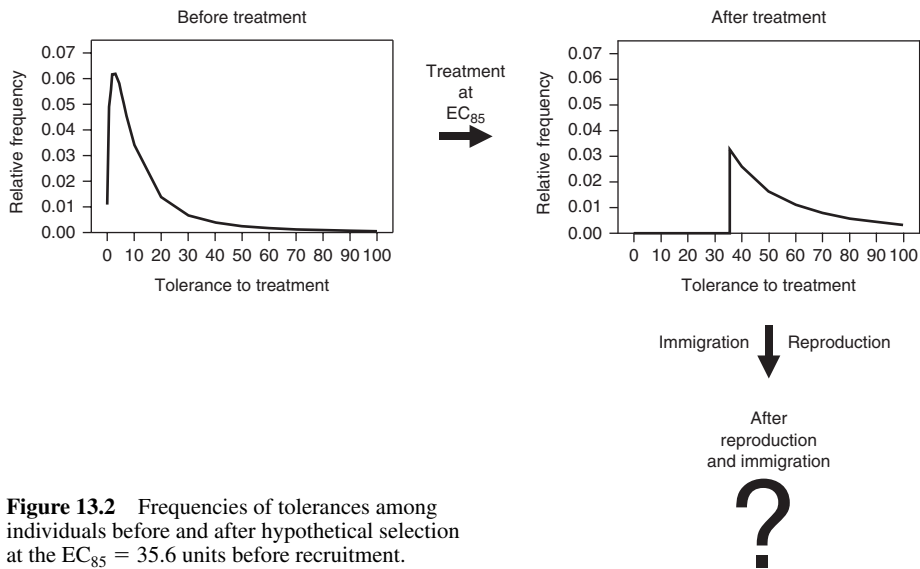 Before treatment
0.07
0.06
0.05
0.04
0.03
0.02
0.01
0.00
Relative frequency
0 10 20 30 40 50 60 70 80 90 100
Tolerance to treatment
Treatment
at
EC₈₅
After treatment
0.07
0.06
0.05
0.04
0.03
0.02
0.01
0.00
Relative frequency
0 10 20 30 40 50 60 70 80 90 100
Tolerance to treatment
Immigration
Reproduction
After
reproduction
and immigration
?
Figure 13.2 Frequencies of tolerances among
individuals before and after hypothetical selection
at the EC₈₅ = 35.6 units before recruitment.